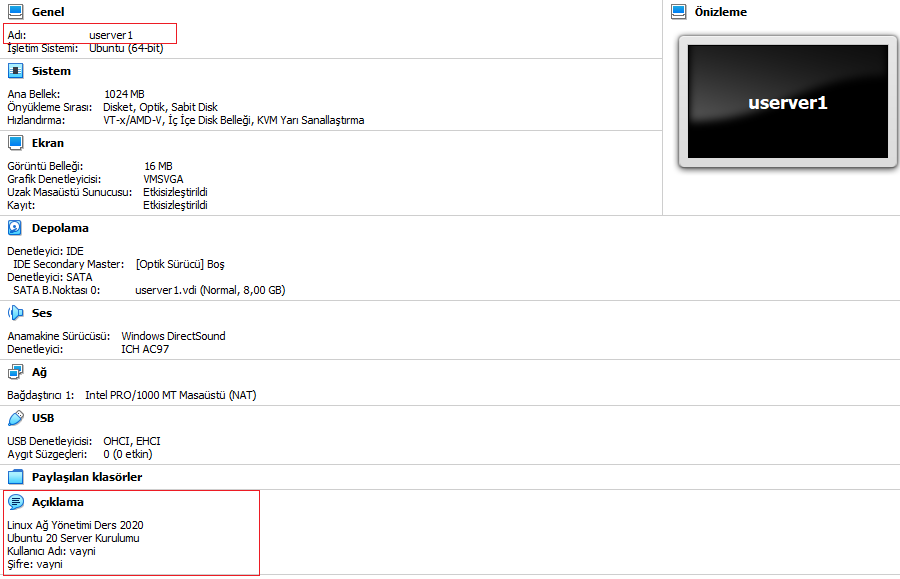 Genel
Adı: userver1
İşletim Sistemi: Ubuntu (64-bit)
Sistem
Ana Bellek: 1024 MB
Önyükleme Sırası: Disket, Optik, Sabit Disk
Hızlandırma: VT-x/AMD-V, İç İçe Disk Belleği, KVM Yarı Sanallaştırma
Ekran
Görüntü Belleği: 16 MB
Grafik Denetleyicisi: VMSVGA
Uzak Masaüstü Sunucusu: Etkisizleştirildi
Kayıt: Etkisizleştirildi
Önizleme
userver1
Depolama
Denetleyici: IDE
IDE Secondary Master: [Optik Sürücü] Boş
Denetleyici: SATA
SATA B.Noktası 0: userver1.vdi (Normal, 8,00 GB)
Ses
Anamakine Sürücüsü: Windows DirectSound
Denetleyici: ICH AC97
Ağ
Bağdaştırıcı 1: Intel PRO/1000 MT Masaüstü (NAT)
USB
USB Denetleyicisi: OHCI, EHCI
Aygıt Süzgeçleri: 0 (0 etkin)
Paylaşılan klasörler
Açıklama
Linux Ağ Yönetimi Ders 2020
Ubuntu 20 Server Kurulumu
Kullanıcı Adı: vayni
Şifre: vayni